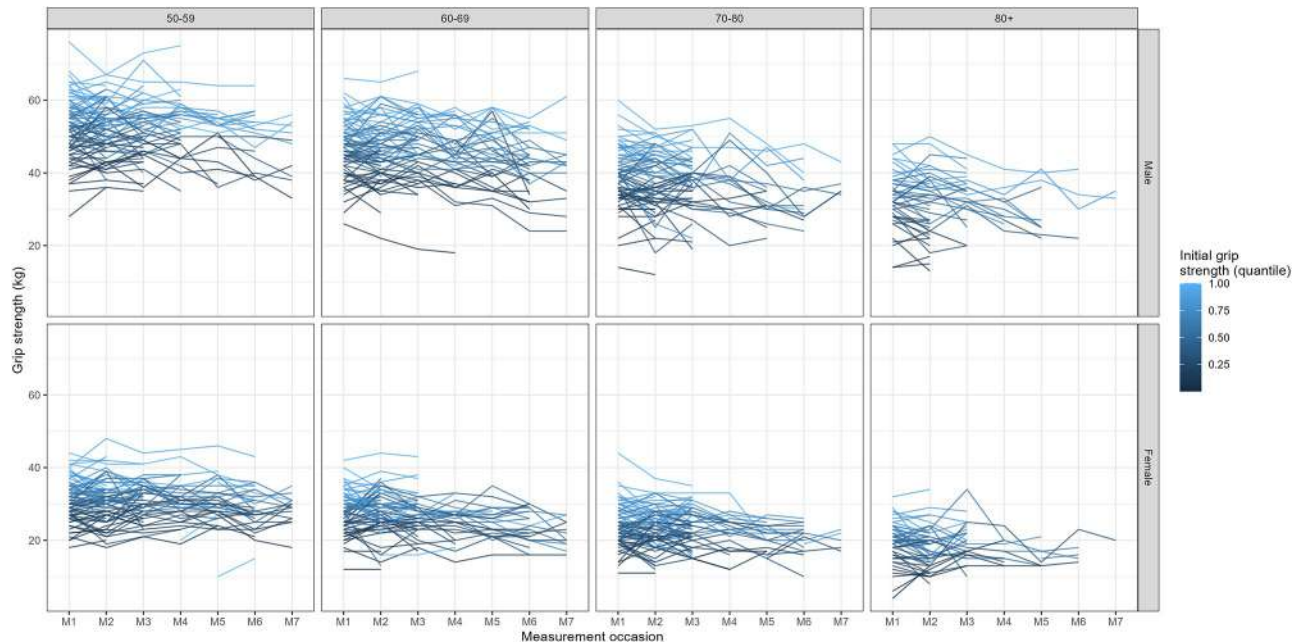 50-59 60-69 70-80 80+
60
40
20
Male
60
40
20
Female
Grip strength (kg)
M1 M2 M3 M4 M5 M6 M7 M1 M2 M3 M4 M5 M6 M7 M1 M2 M3 M4 M5 M6 M7 M1 M2 M3 M4 M5 M6 M7
Measurement occasion
Initial grip
strength (quantile)
1.00
0.75
0.50
0.25